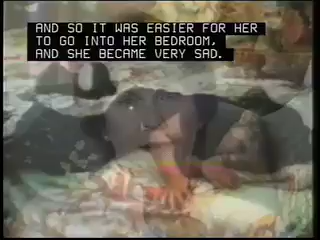 AND SO IT WAS EASIER FOR HER
TO GO INTO HER BEDROOM,
AND SHE BECAME VERY SAD.